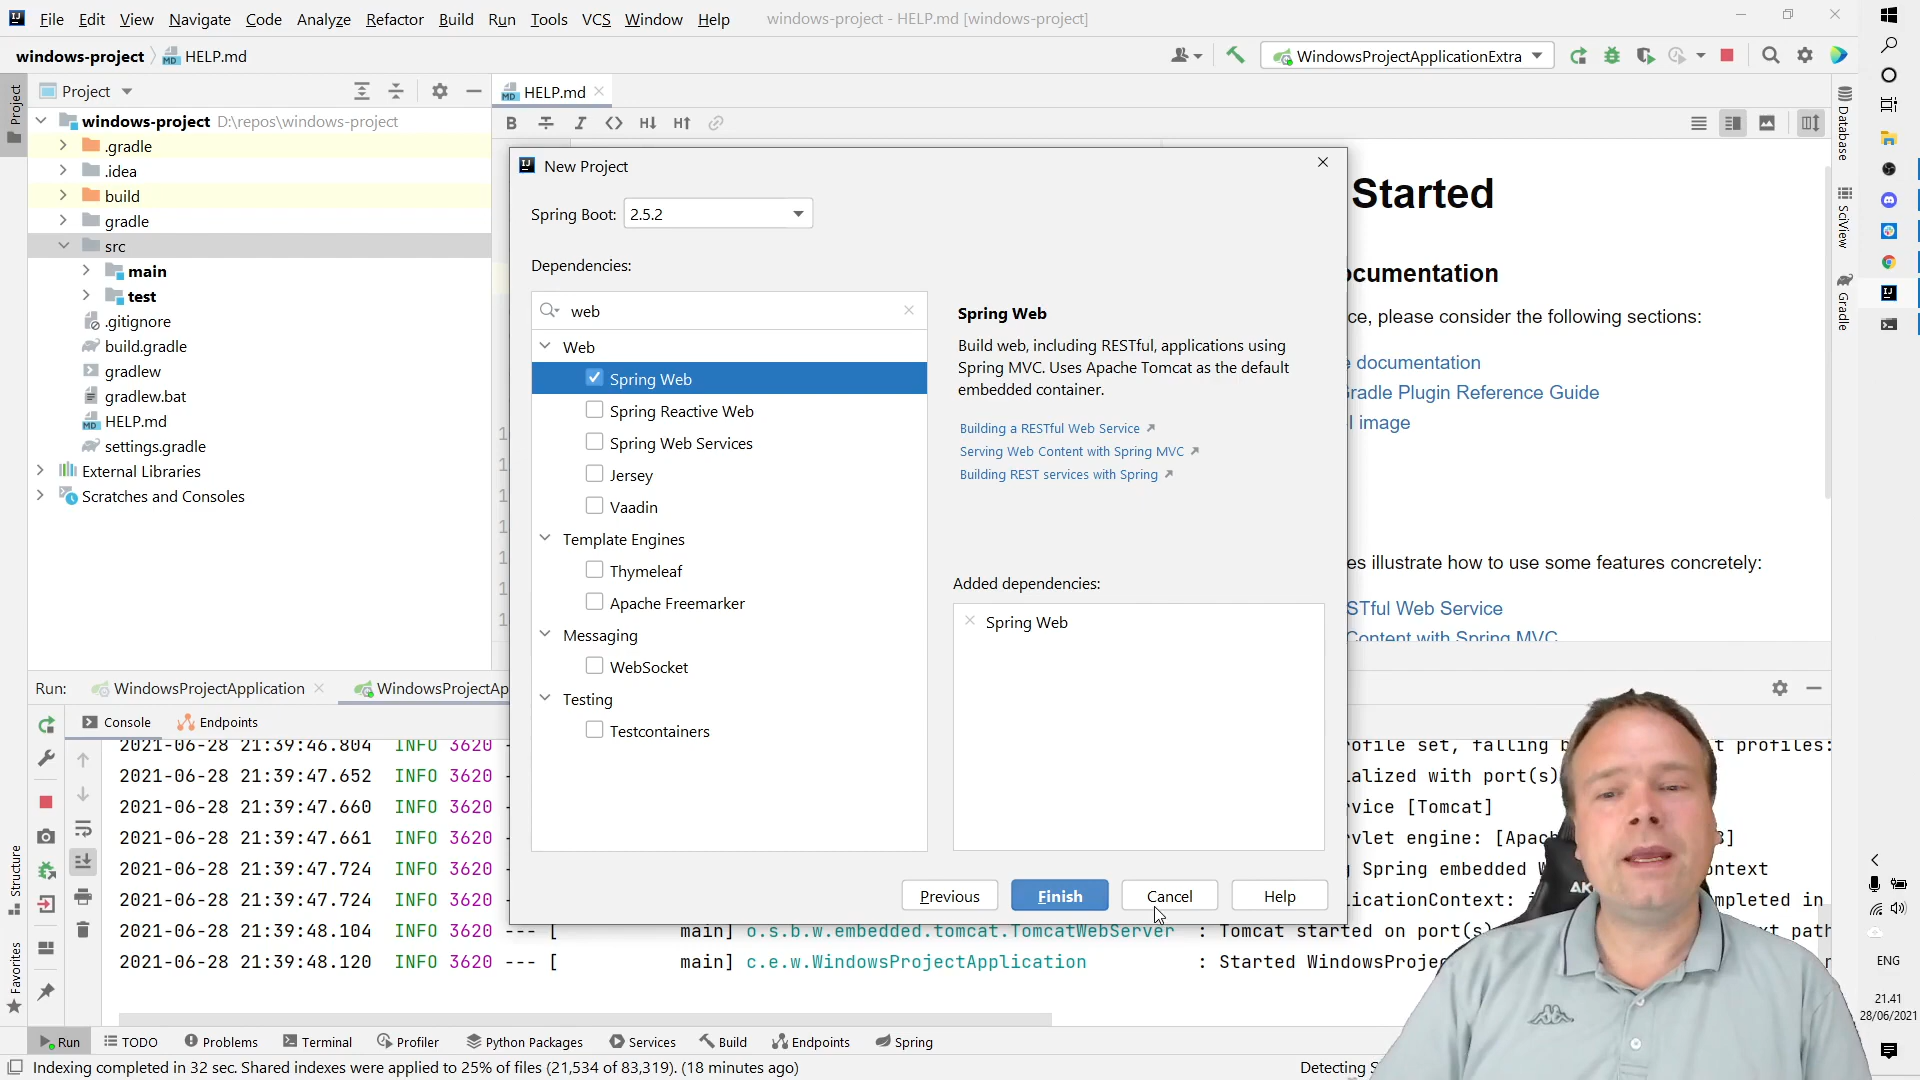 File Edit View Navigate Code Analyze Refactor Build Run Tools VCS Window Help windows-project - HELP.md [windows-project]
windows-project HELP.md WindowsProjectApplicationExtra
Project
Project
HELP.md
windows-project D:\repos\windows-project
.gradle
.idea
build
gradle
src
main
test
.gitignore
build.gradle
gradlew
gradlew.bat
HELP.md
settings.gradle
External Libraries
Scratches and Consoles
B H↓ H↑
New Project
Spring Boot: 2.5.2
Dependencies:
web
Web
Spring Web
Spring Reactive Web
Spring Web Services
Jersey
Vaadin
Template Engines
Thymeleaf
Apache Freemarker
Messaging
WebSocket
Testing
Testcontainers
Spring Web
Build web, including RESTful, applications using
Spring MVC. Uses Apache Tomcat as the default
embedded container.
Building a RESTful Web Service
Serving Web Content with Spring MVC
Building REST services with Spring
Added dependencies:
Spring Web
Previous Finish Cancel Help
Started
ocumentation
ce, please consider the following sections:
e documentation
Gradle Plugin Reference Guide
I image
es illustrate how to use some features concretely:
STful Web Service
Content with Spring MVC
Database
SciView
Gradle
Run: WindowsProjectApplication WindowsProjectAp
Console Endpoints
2021-06-28 21:39:46.804 INFO 3620 - ofile set, falling b t profiles:
2021-06-28 21:39:47.652 INFO 3620 - ialized with port(s)
2021-06-28 21:39:47.660 INFO 3620 - vice [Tomcat]
2021-06-28 21:39:47.661 INFO 3620 - vlet engine: [Apac
2021-06-28 21:39:47.724 INFO 3620 - g Spring embedded W ontext
2021-06-28 21:39:47.724 INFO 3620 - licationContext: i mpleted in
2021-06-28 21:39:48.104 INFO 3620 --- [ main] o.s.b.w.embedded.tomcat.TomcatWebServer : Tomcat started on port(s) xt path
2021-06-28 21:39:48.120 INFO 3620 --- [ main] c.e.w.WindowsProjectApplication : Started WindowsProjec
Structure
Favorites
Run TODO Problems Terminal Profiler Python Packages Services Build Endpoints Spring
Indexing completed in 32 sec. Shared indexes were applied to 25% of files (21,534 of 83,319). (18 minutes ago) Detecting S
AK
ENG
21.41
28/06/2021